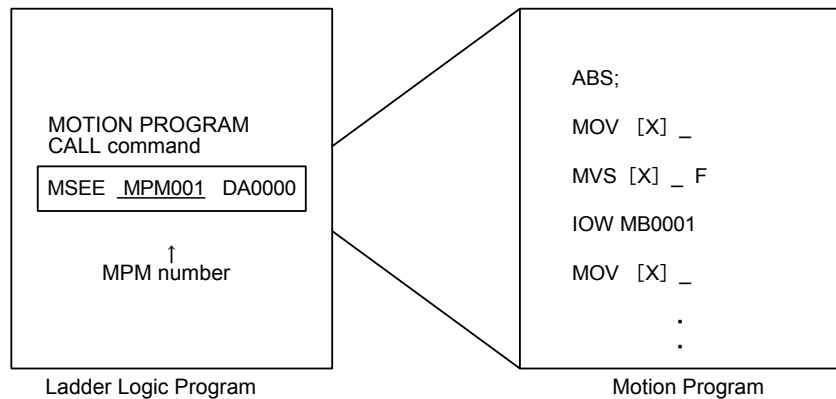 MOTION PROGRAM
CALL command
MSEE MPM001 DA0000
↑
MPM number
Ladder Logic Program
ABS;
MOV [X] _
MVS [X] _ F
IOW MB0001
MOV [X] _
.
.
Motion Program